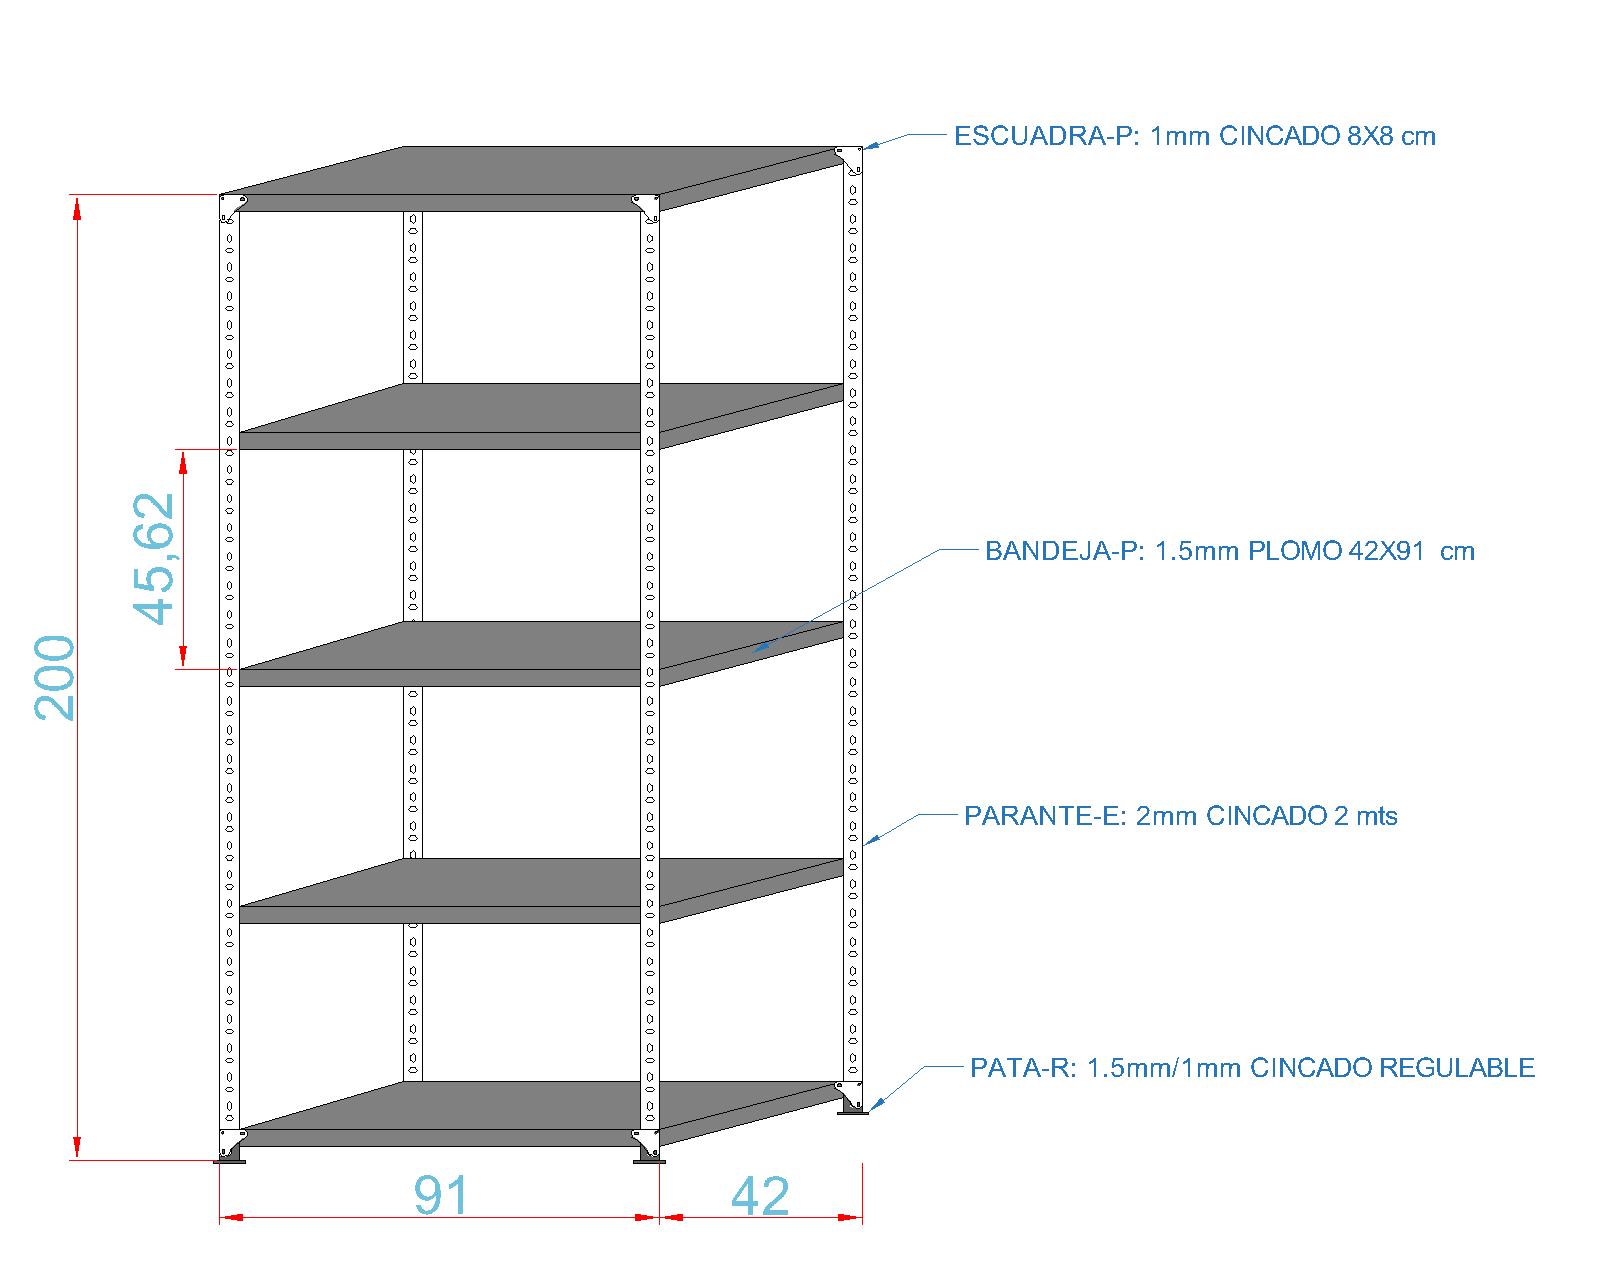 ESCUADRA-P: 1mm CINCADO 8X8 cm
45,62
BANDEJA-P: 1.5mm PLOMO 42X91 cm
200
PARANTE-E: 2mm CINCADO 2 mts
PATA-R: 1.5mm/1mm CINCADO REGULABLE
91
42